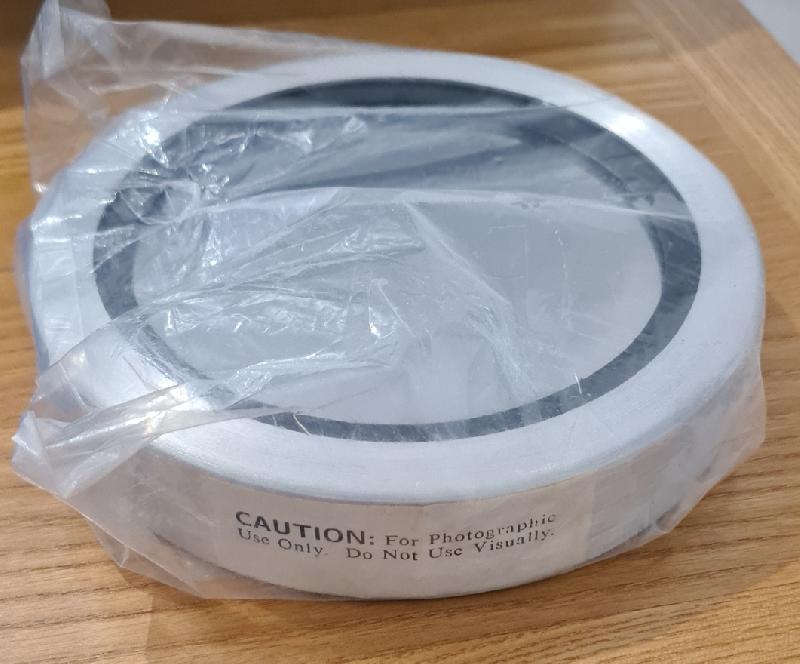 CAUTION: For Photographic
Use Only. Do Not Use Visually.